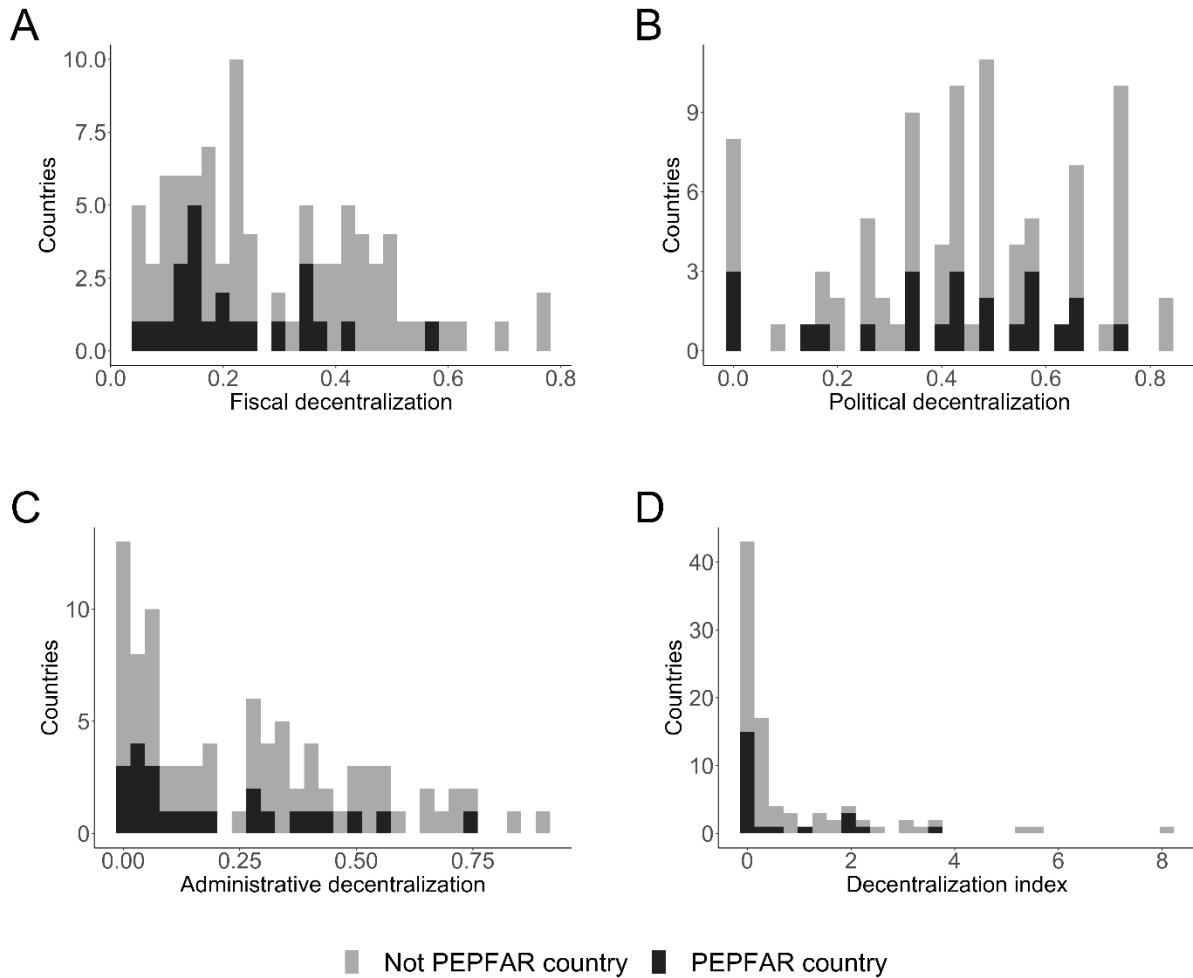 A
10.0
7.5
5.0
2.5
0.0
Countries
0.0 0.2 0.4 0.6 0.8
Fiscal decentralization
B
9
6
3
0
Countries
0.0 0.2 0.4 0.6 0.8
Political decentralization
C
10
5
0
Countries
0.00 0.25 0.50 0.75
Administrative decentralization
D
40
30
20
10
0
Countries
0 2 4 6 8
Decentralization index
Not PEPFAR country PEPFAR country